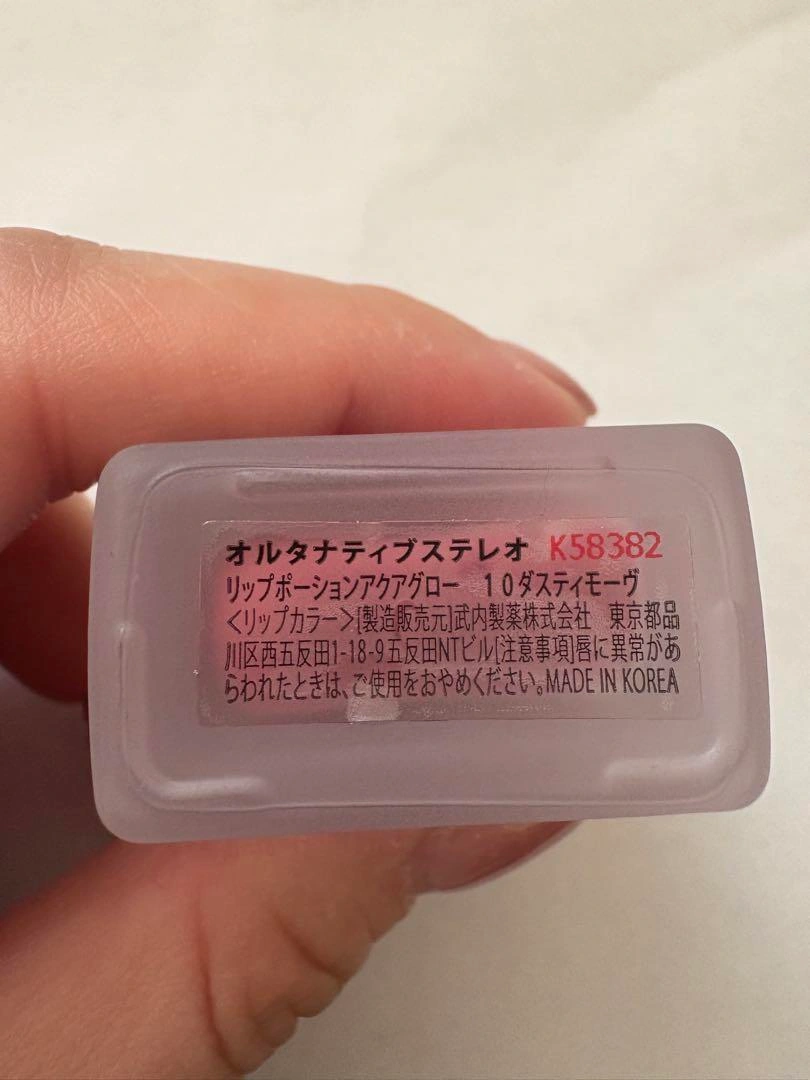 オルタナティブステレオ K58382
リップポーションアクアグロー　10ダスティモーヴ
＜リップカラー＞[製造販売元]武内製薬株式会社　東京都品
川区西五反田1-18-9五反田NTビル[注意事項]唇に異常があ
らわれたときは、ご使用をおやめください。MADE IN KOREA